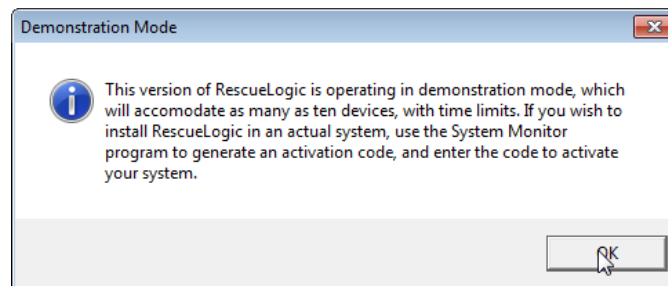 Demonstration Mode
This version of RescueLogic is operating in demonstration mode, which
will accomodate as many as ten devices, with time limits. If you wish to
install RescueLogic in an actual system, use the System Monitor
program to generate an activation code, and enter the code to activate
your system.
OK